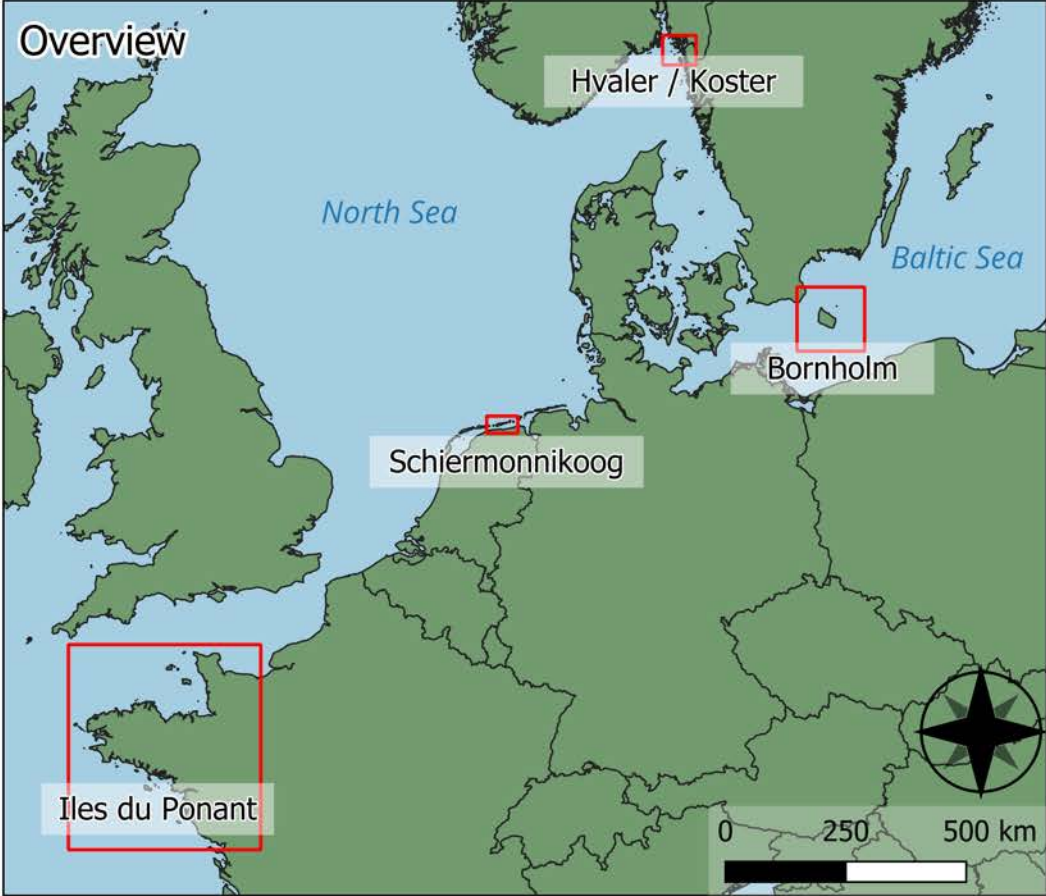 Overview
Hvaler / Koster
North Sea
Baltic Sea
Bornholm
Schiermonnikoog
Iles du Ponant
0 250 500 km